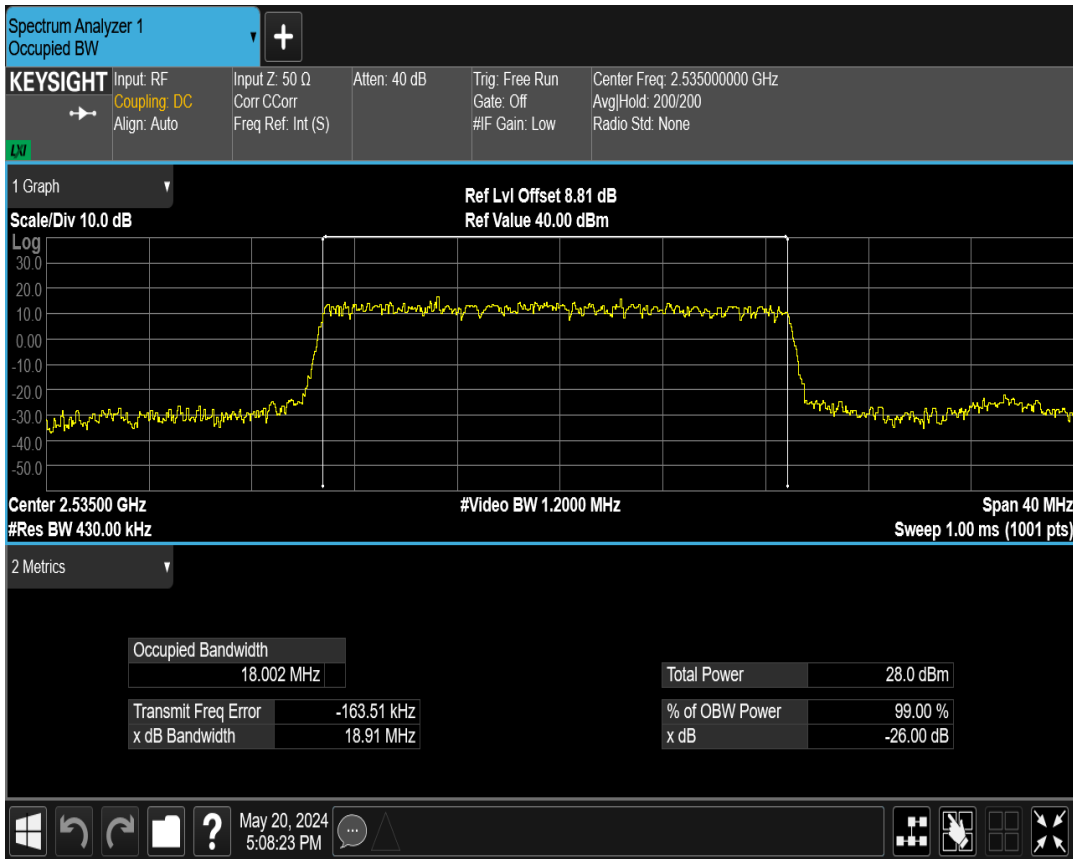 Spectrum Analyzer 1
Occupied BW
+
KEYSIGHT
Input: RF
Coupling: DC
Align: Auto
Input Z: 50 Ω
Corr CCorr
Freq Ref: Int (S)
Atten: 40 dB
Trig: Free Run
Gate: Off
#IF Gain: Low
Center Freq: 2.535000000 GHz
Avg|Hold: 200/200
Radio Std: None
LXI
1 Graph
Scale/Div 10.0 dB
Ref Lvl Offset 8.81 dB
Ref Value 40.00 dBm
Log
30.0
20.0
10.0
0.00
-10.0
-20.0
-30.0
-40.0
-50.0
Center 2.53500 GHz
#Video BW 1.2000 MHz
Span 40 MHz
#Res BW 430.00 kHz
Sweep 1.00 ms (1001 pts)
2 Metrics
Occupied Bandwidth
18.002 MHz
Total Power 28.0 dBm
Transmit Freq Error -163.51 kHz
% of OBW Power 99.00 %
x dB Bandwidth 18.91 MHz
x dB -26.00 dB
?
May 20, 2024
5:08:23 PM